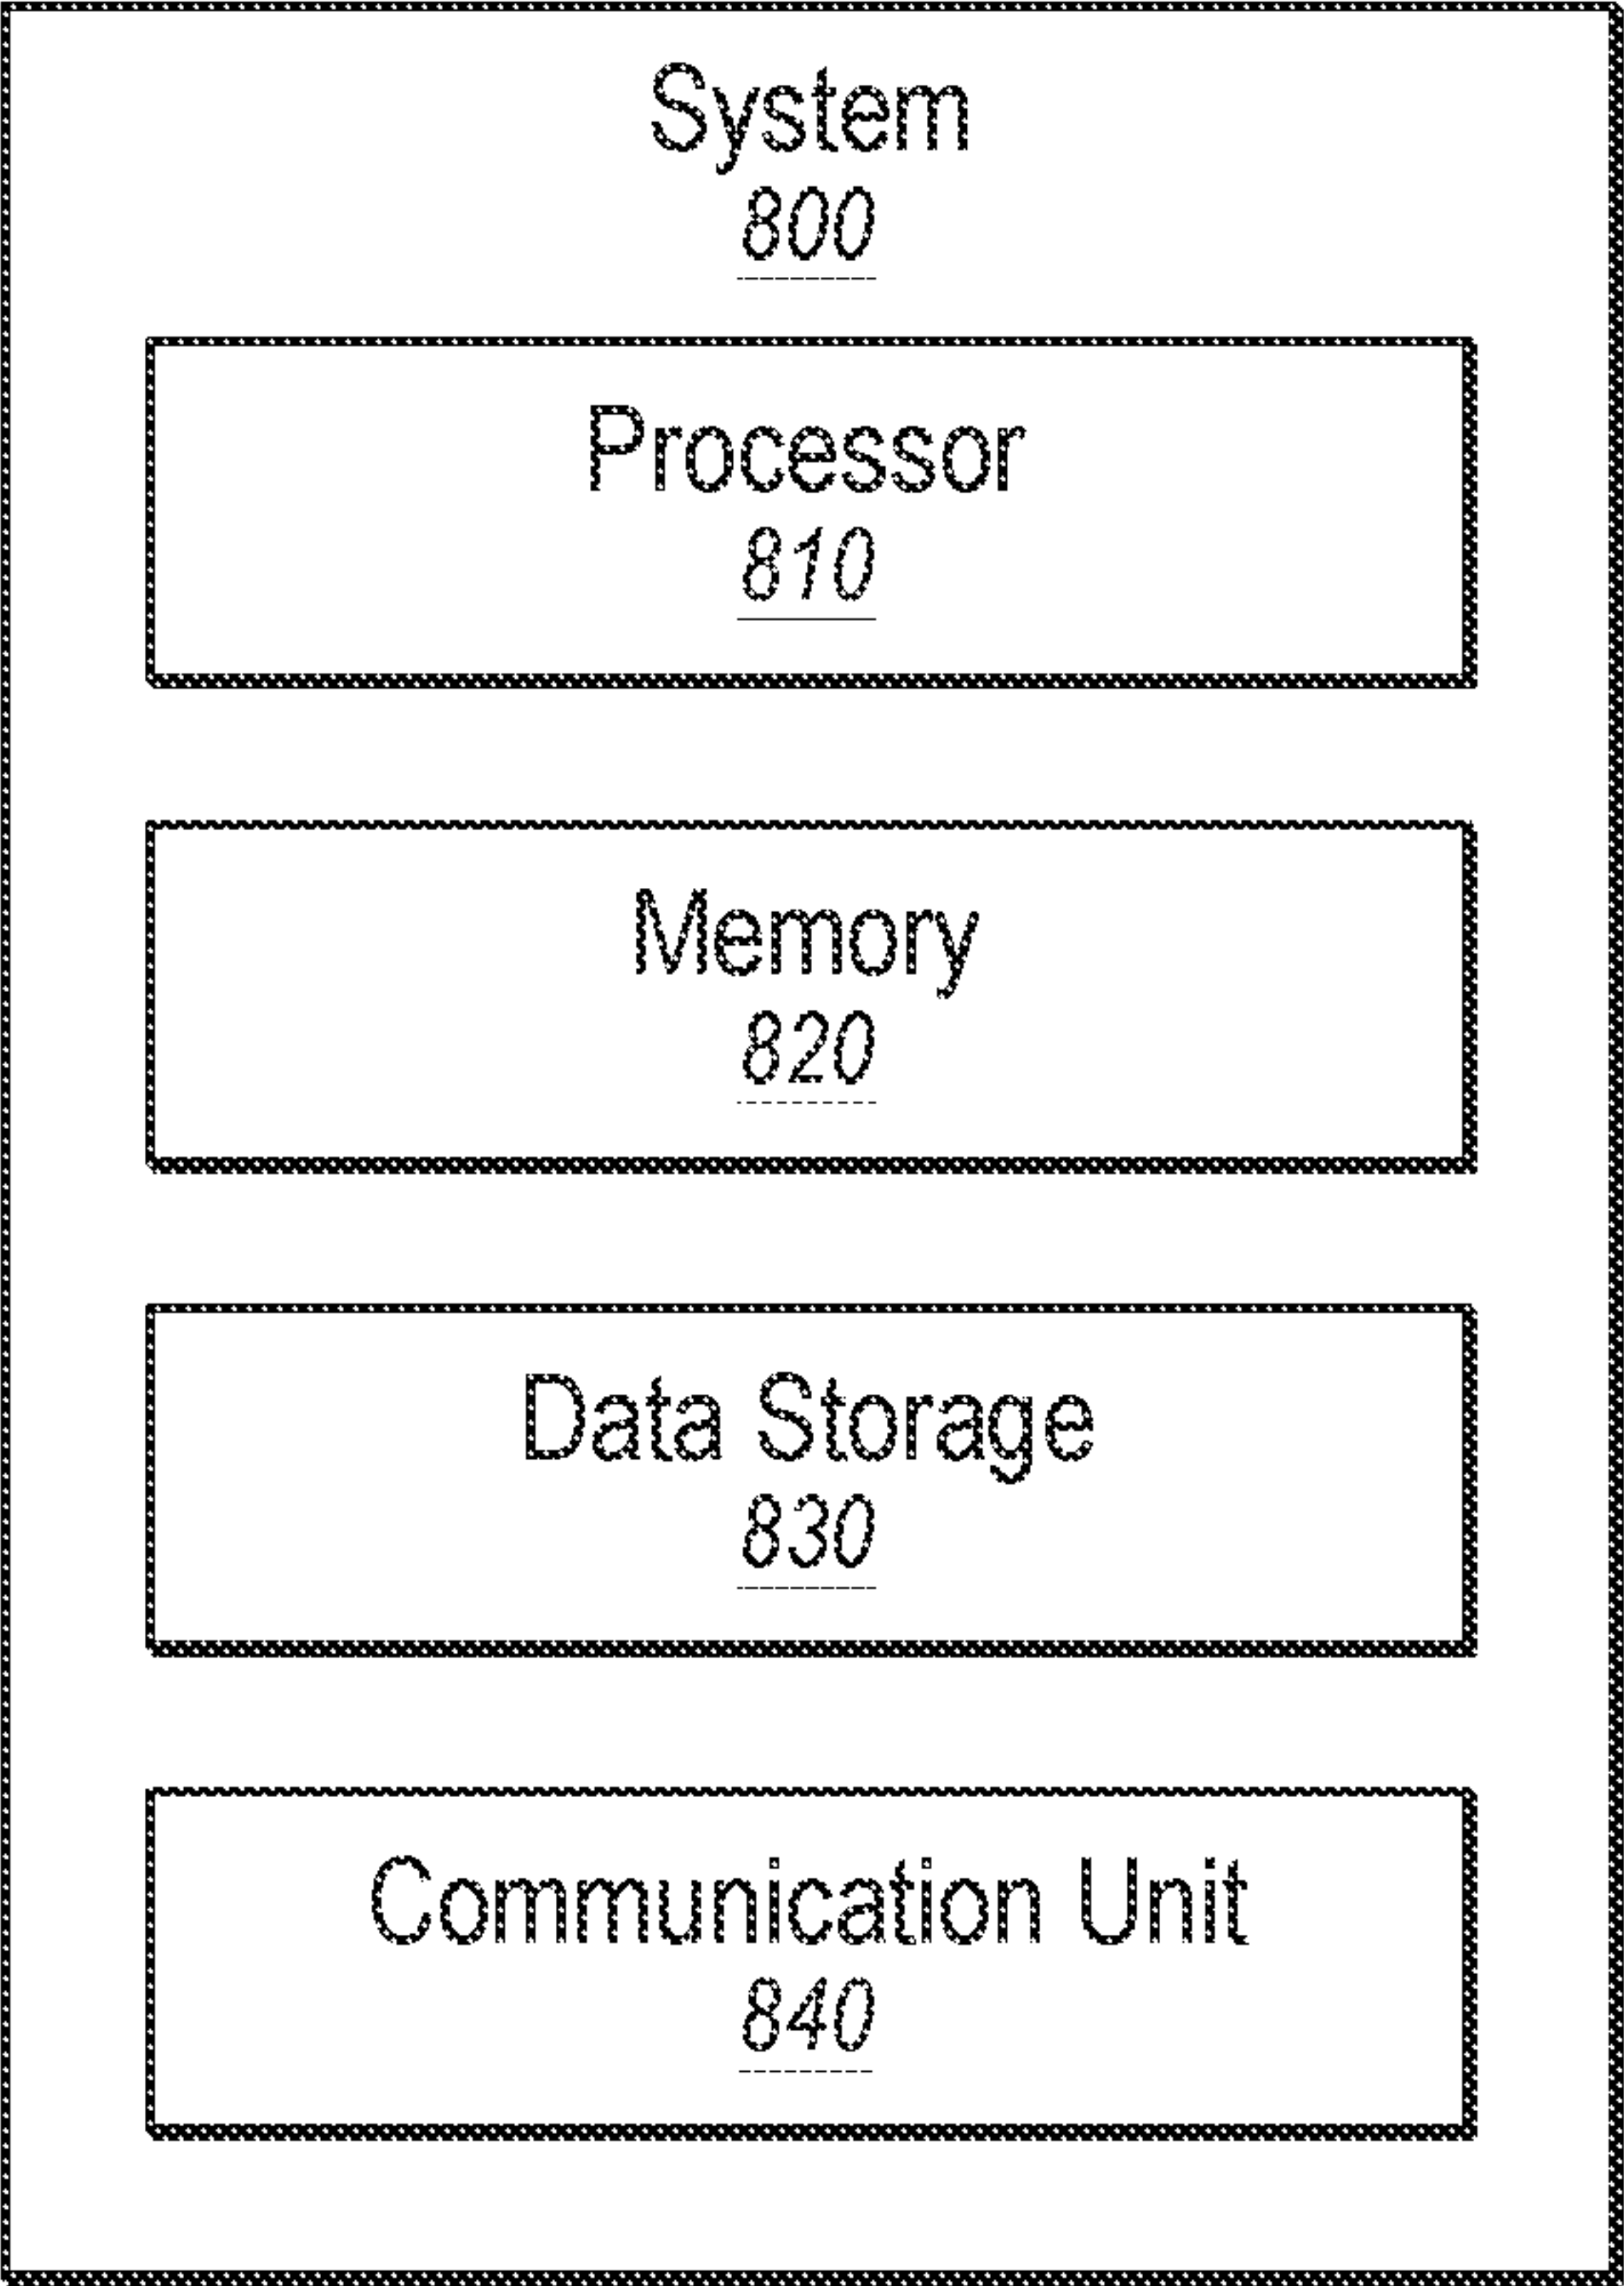 System
800
Processor
810
Memory
820
Data Storage
830
Communication Unit
840